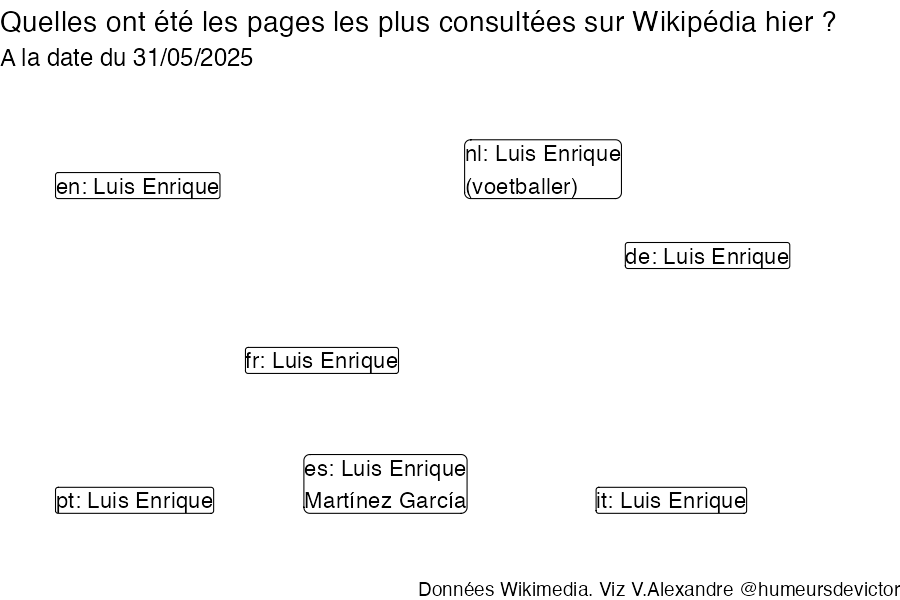 Quelles ont été les pages les plus consultées sur Wikipédia hier ?
A la date du 31/05/2025
nl: Luis Enrique
(voetballer)
en: Luis Enrique
de: Luis Enrique
fr: Luis Enrique
es: Luis Enrique
Martínez García
pt: Luis Enrique
it: Luis Enrique
Données Wikimedia. Viz V.Alexandre @humeursdevictor